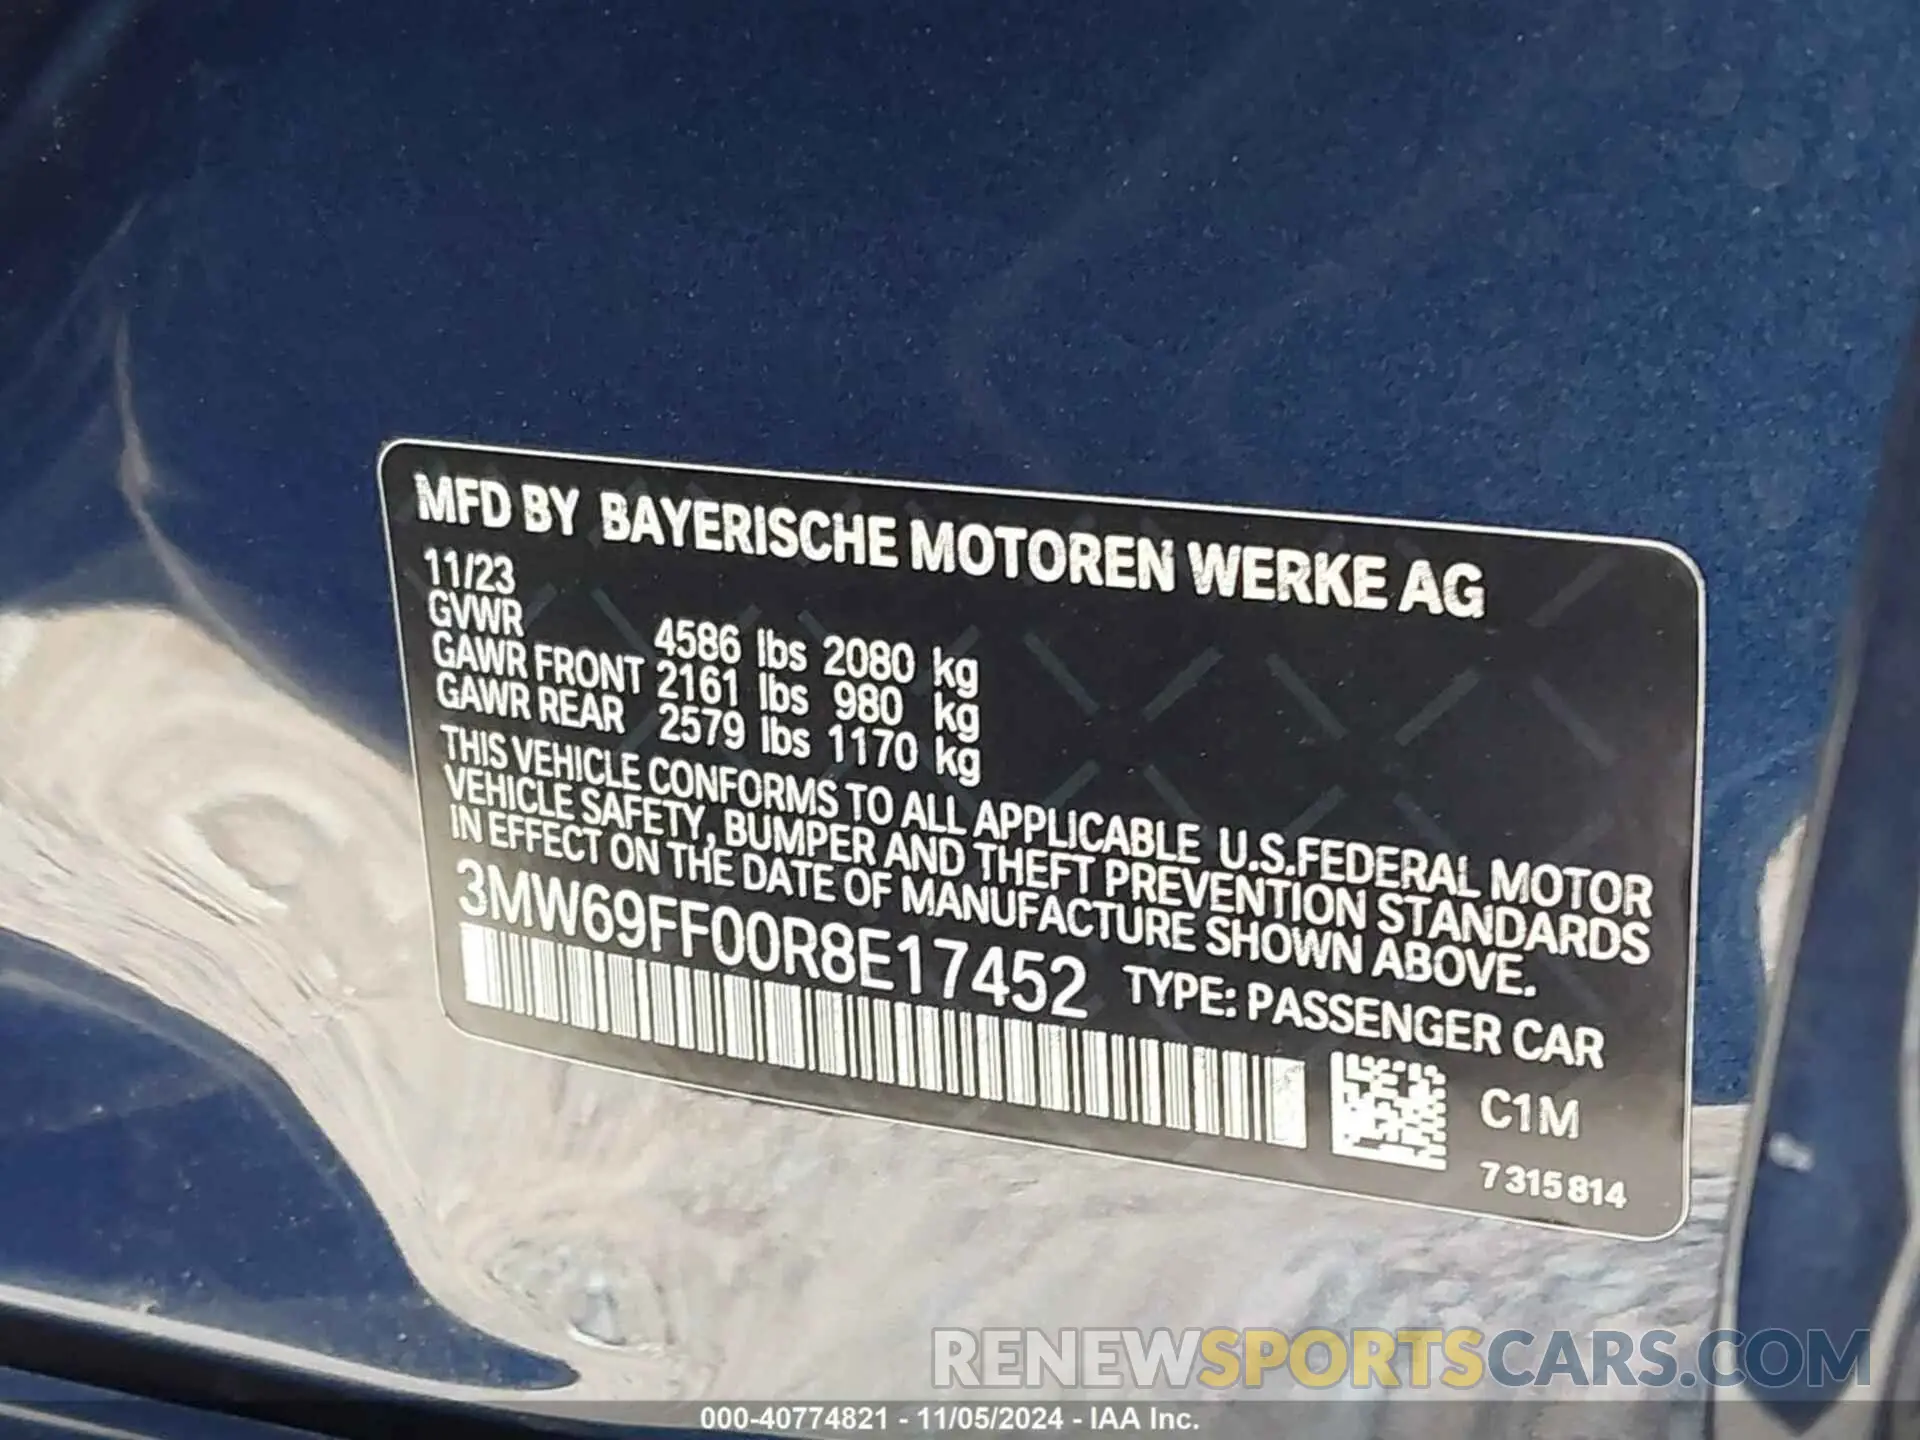 MFD BY BAYERISCHE MOTOREN WERKE AG
11/23
GVWR 4586 lbs 2080 kg
GAWR FRONT 2161 lbs 980 kg
GAWR REAR 2579 lbs 1170 kg
THIS VEHICLE CONFORMS TO ALL APPLICABLE U.S.FEDERAL MOTOR
VEHICLE SAFETY, BUMPER AND THEFT PREVENTION STANDARDS
IN EFFECT ON THE DATE OF MANUFACTURE SHOWN ABOVE.
3MW69FF00R8E17452 TYPE: PASSENGER CAR
C1M
7 315 814
RENEWSPORTSCARS.COM
000-40774821 - 11/05/2024 - IAA Inc.